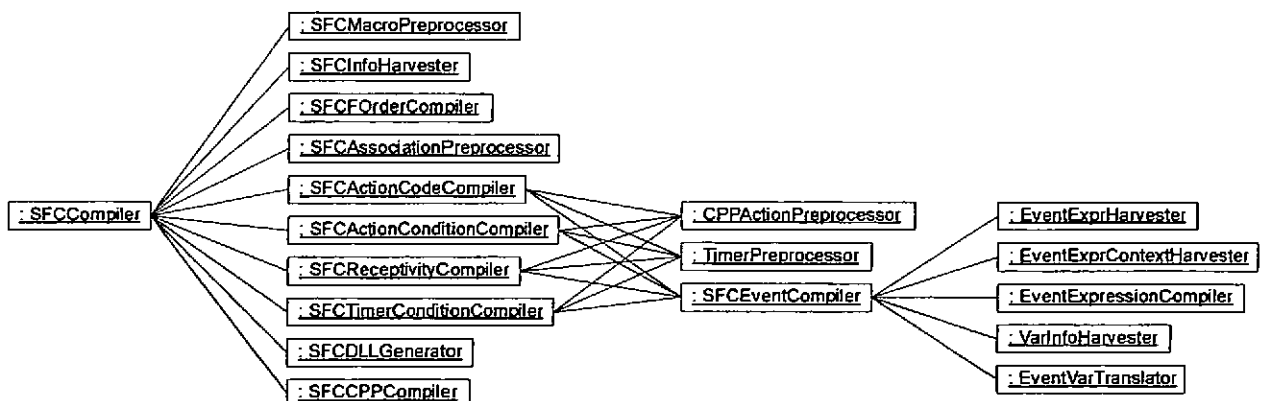 : SFCMacroPreprocessor
: SFCInfoHarvester
: SFCFOrderCompiler
: SFCAssociationPreprocessor
: SFCCompiler
: SFCActionCodeCompiler
: SFCActionConditionCompiler
: SFCReceptivityCompiler
: SFCTimerConditionCompiler
: SFCDLLGenerator
: SFCCPPCompiler
: CPPActionPreprocessor
: TimerPreprocessor
: SFCEventCompiler
: EventExprHarvester
: EventExprContextHarvester
: EventExpressionCompiler
: VarInfoHarvester
: EventVarTranslator